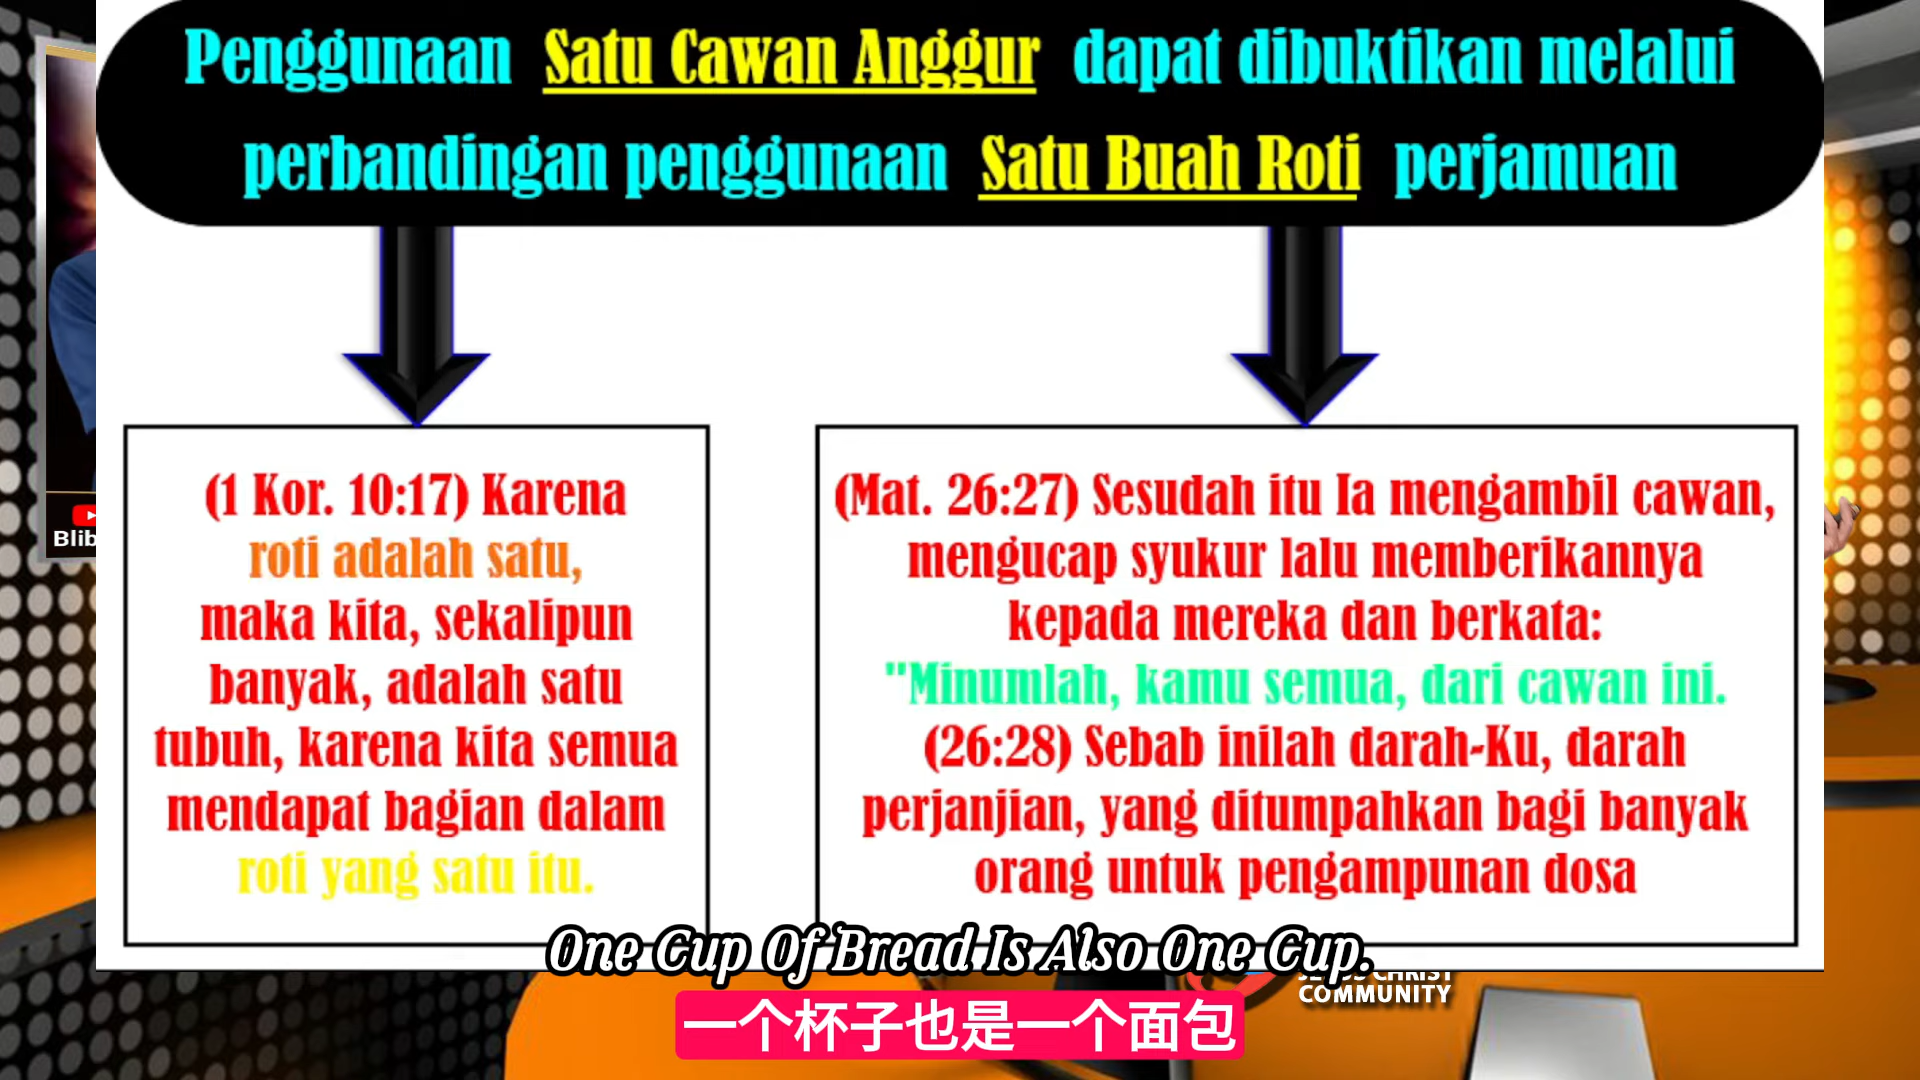 Penggunaan Satu Cawan Anggur dapat dibuktikan melalui
perbandingan penggunaan Satu Buah Roti perjamuan
(1 Kor. 10:17) Karena
roti adalah satu,
maka kita, sekalipun
banyak, adalah satu
tubuh, karena kita semua
mendapat bagian dalam
roti yang satu itu.
(Mat. 26:27) Sesudah itu Ia mengambil cawan,
mengucap syukur lalu memberikannya
kepada mereka dan berkata:
"Minumlah, kamu semua, dari cawan ini.
(26:28) Sebab inilah darah-Ku, darah
perjanjian, yang ditumpahkan bagi banyak
orang untuk pengampunan dosa
One Cup Of Bread Is Also One Cup.
COMMUNITY
一个杯子也是一个面包